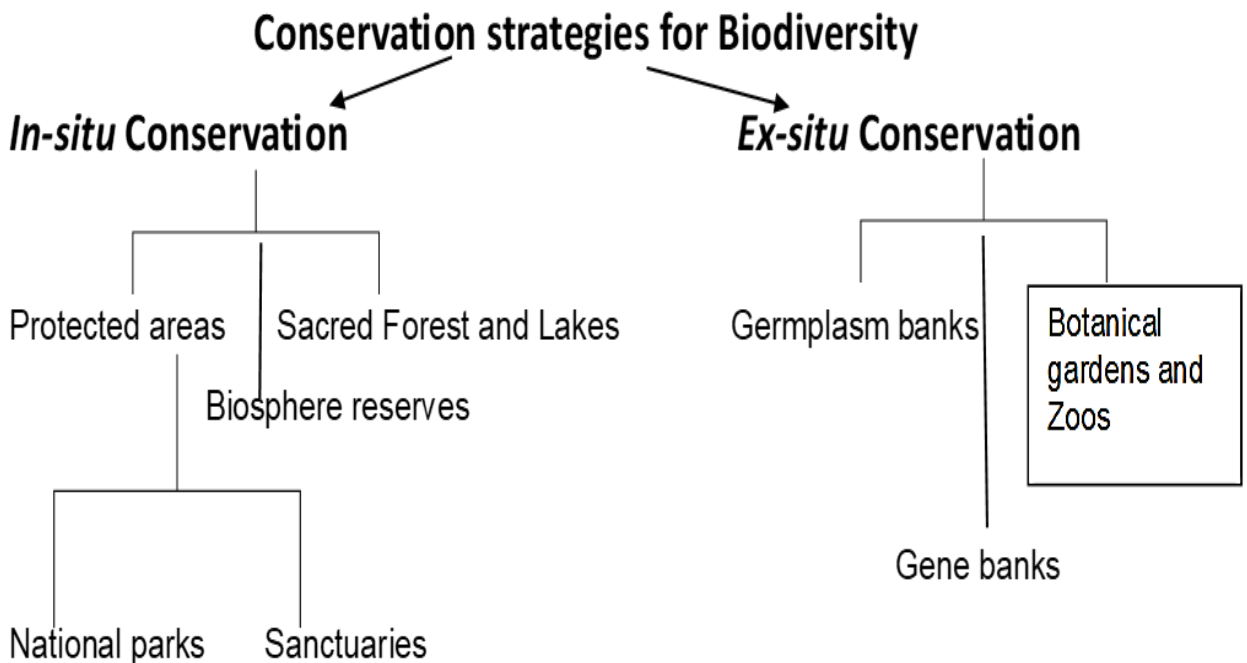 Conservation strategies for Biodiversity
In-situ Conservation
Ex-situ Conservation
Protected areas
Sacred Forest and Lakes
Germplasm banks
Botanical
gardens and
Zoos
Biosphere reserves
Gene banks
National parks
Sanctuaries